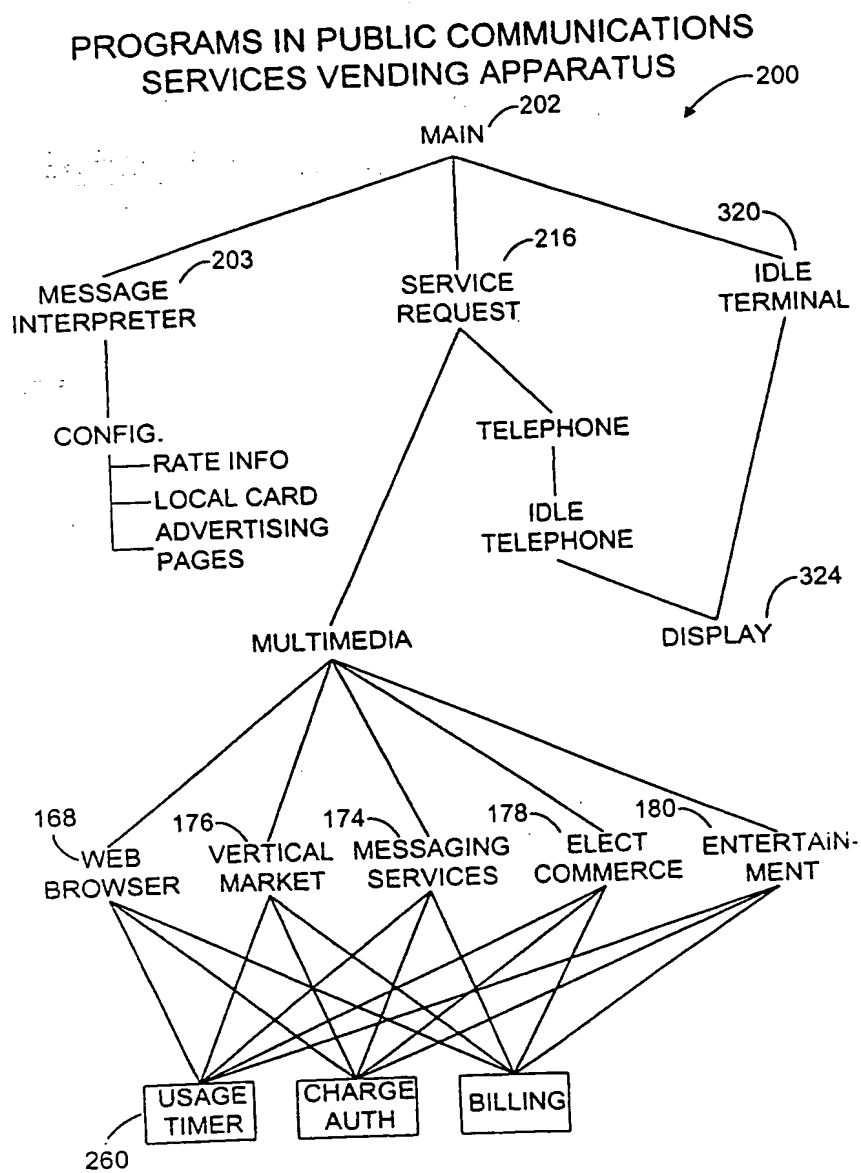 PROGRAMS IN PUBLIC COMMUNICATIONS
SERVICES VENDING APPARATUS
200
202
MAIN
320
216
203
MESSAGE
INTERPRETER
SERVICE
REQUEST
IDLE
TERMINAL
CONFIG.
RATE INFO
LOCAL CARD
ADVERTISING
PAGES
TELEPHONE
IDLE
TELEPHONE
324
MULTIMEDIA
DISPLAY
168
176
174
178
180
WEB
BROWSER
VERTICAL
MARKET
MESSAGING
SERVICES
ELECT
COMMERCE
ENTERTAIN-
MENT
USAGE
TIMER
CHARGE
AUTH
BILLING
260